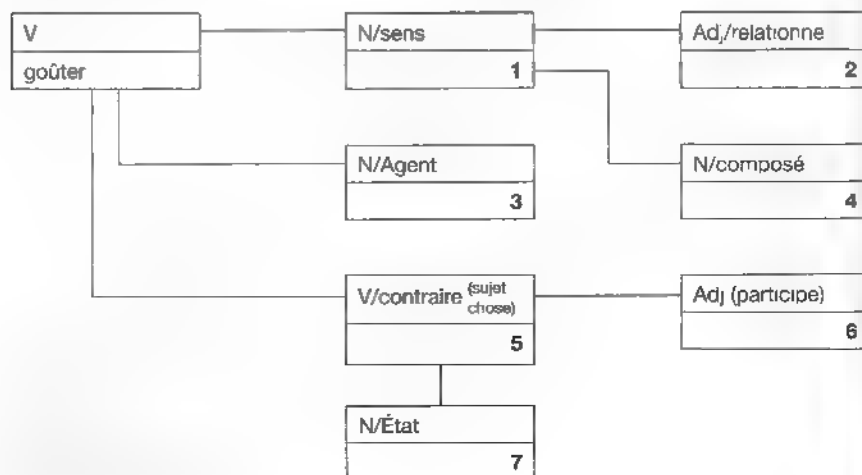 V
goûter
N/sens
1
Adj/relationne
2
N/Agent
3
N/composé
4
V/contraire (sujet chose)
5
Adj (participe)
6
N/État
7